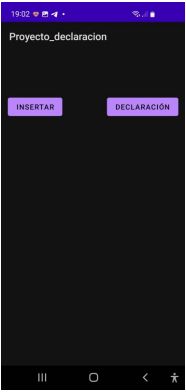 19:02
Proyecto_declaracion
INSERTAR DECLARACIÓN